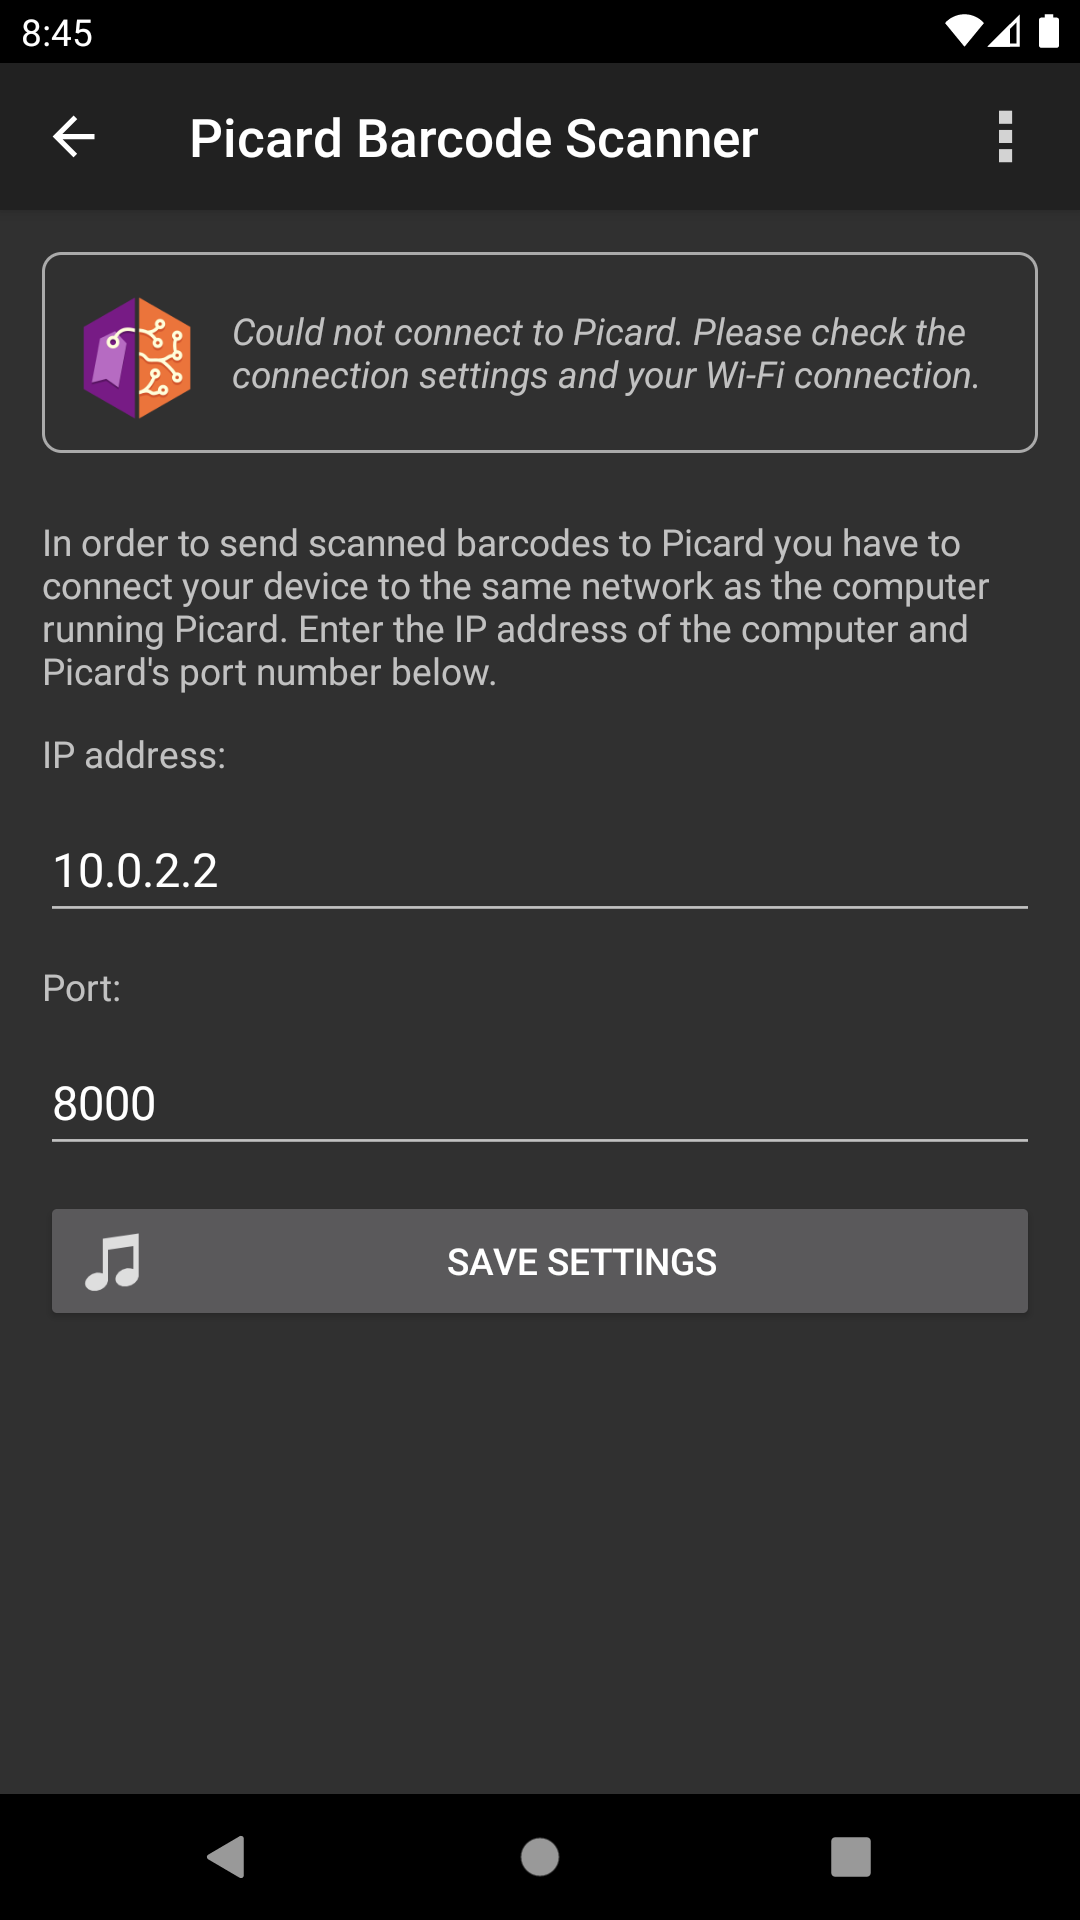 8:45
Picard Barcode Scanner
Could not connect to Picard. Please check the
connection settings and your Wi-Fi connection.
In order to send scanned barcodes to Picard you have to
connect your device to the same network as the computer
running Picard. Enter the IP address of the computer and
Picard's port number below.
IP address:
10.0.2.2
Port:
8000
SAVE SETTINGS